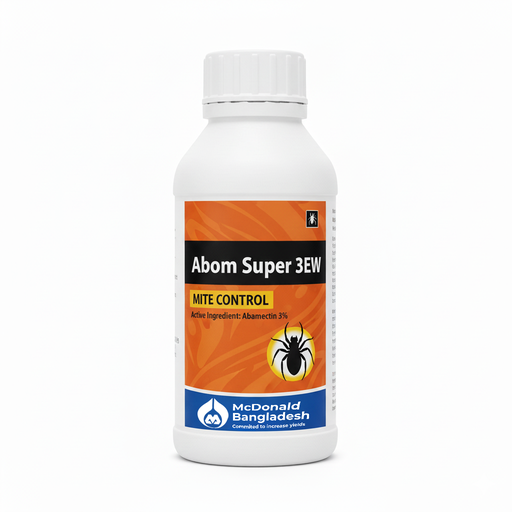 Abom Super 3EW
MITE CONTROL
Active Ingredient: Abamectin 3%
McDonald
Bangladesh
Commited to increase yields